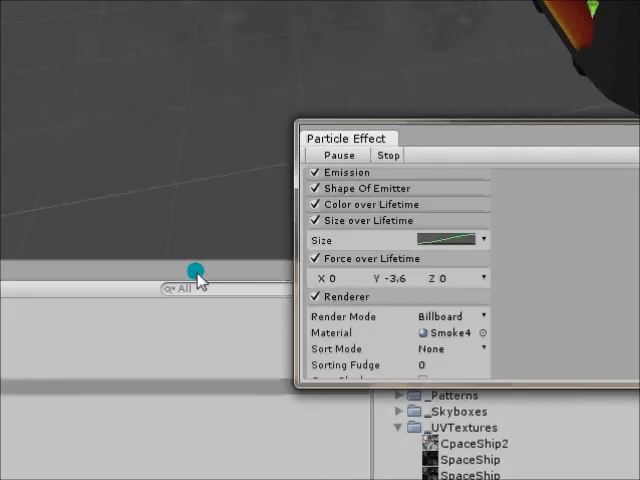 Particle Effect
Pause Stop
Emission
Shape Of Emitter
Color over Lifetime
Size over Lifetime
Size
Force over Lifetime
X 0 Y -3.6 Z 0
All
Renderer
Render Mode Billboard
Material Smoke4
Sort Mode None
Sorting Fudge 0
_Patterns
_Skyboxes
_UVTextures
CpaceShip2
SpaceShip
SpaceShip